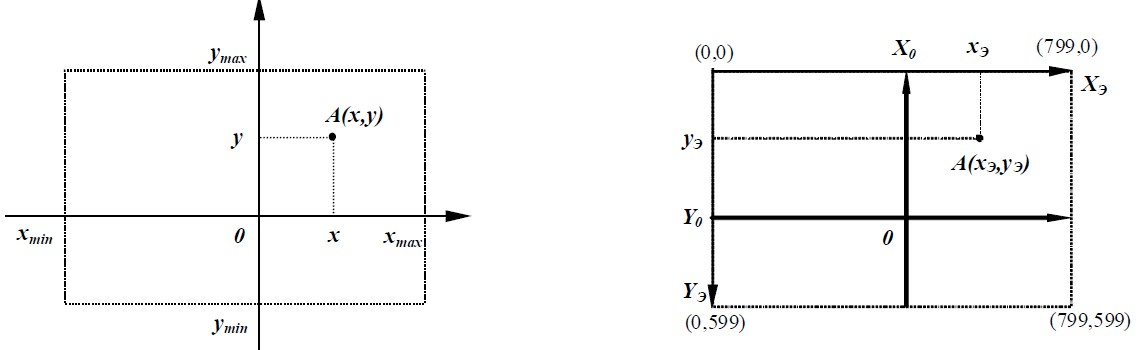 y_max
A(x,y)
y
x_min
0
x
x_max
y_min
(0,0)
X_0
x_Э
(799,0)
X_Э
y_Э
A(x_Э,y_Э)
Y_0
0
Y_Э
(0,599)
(799,599)